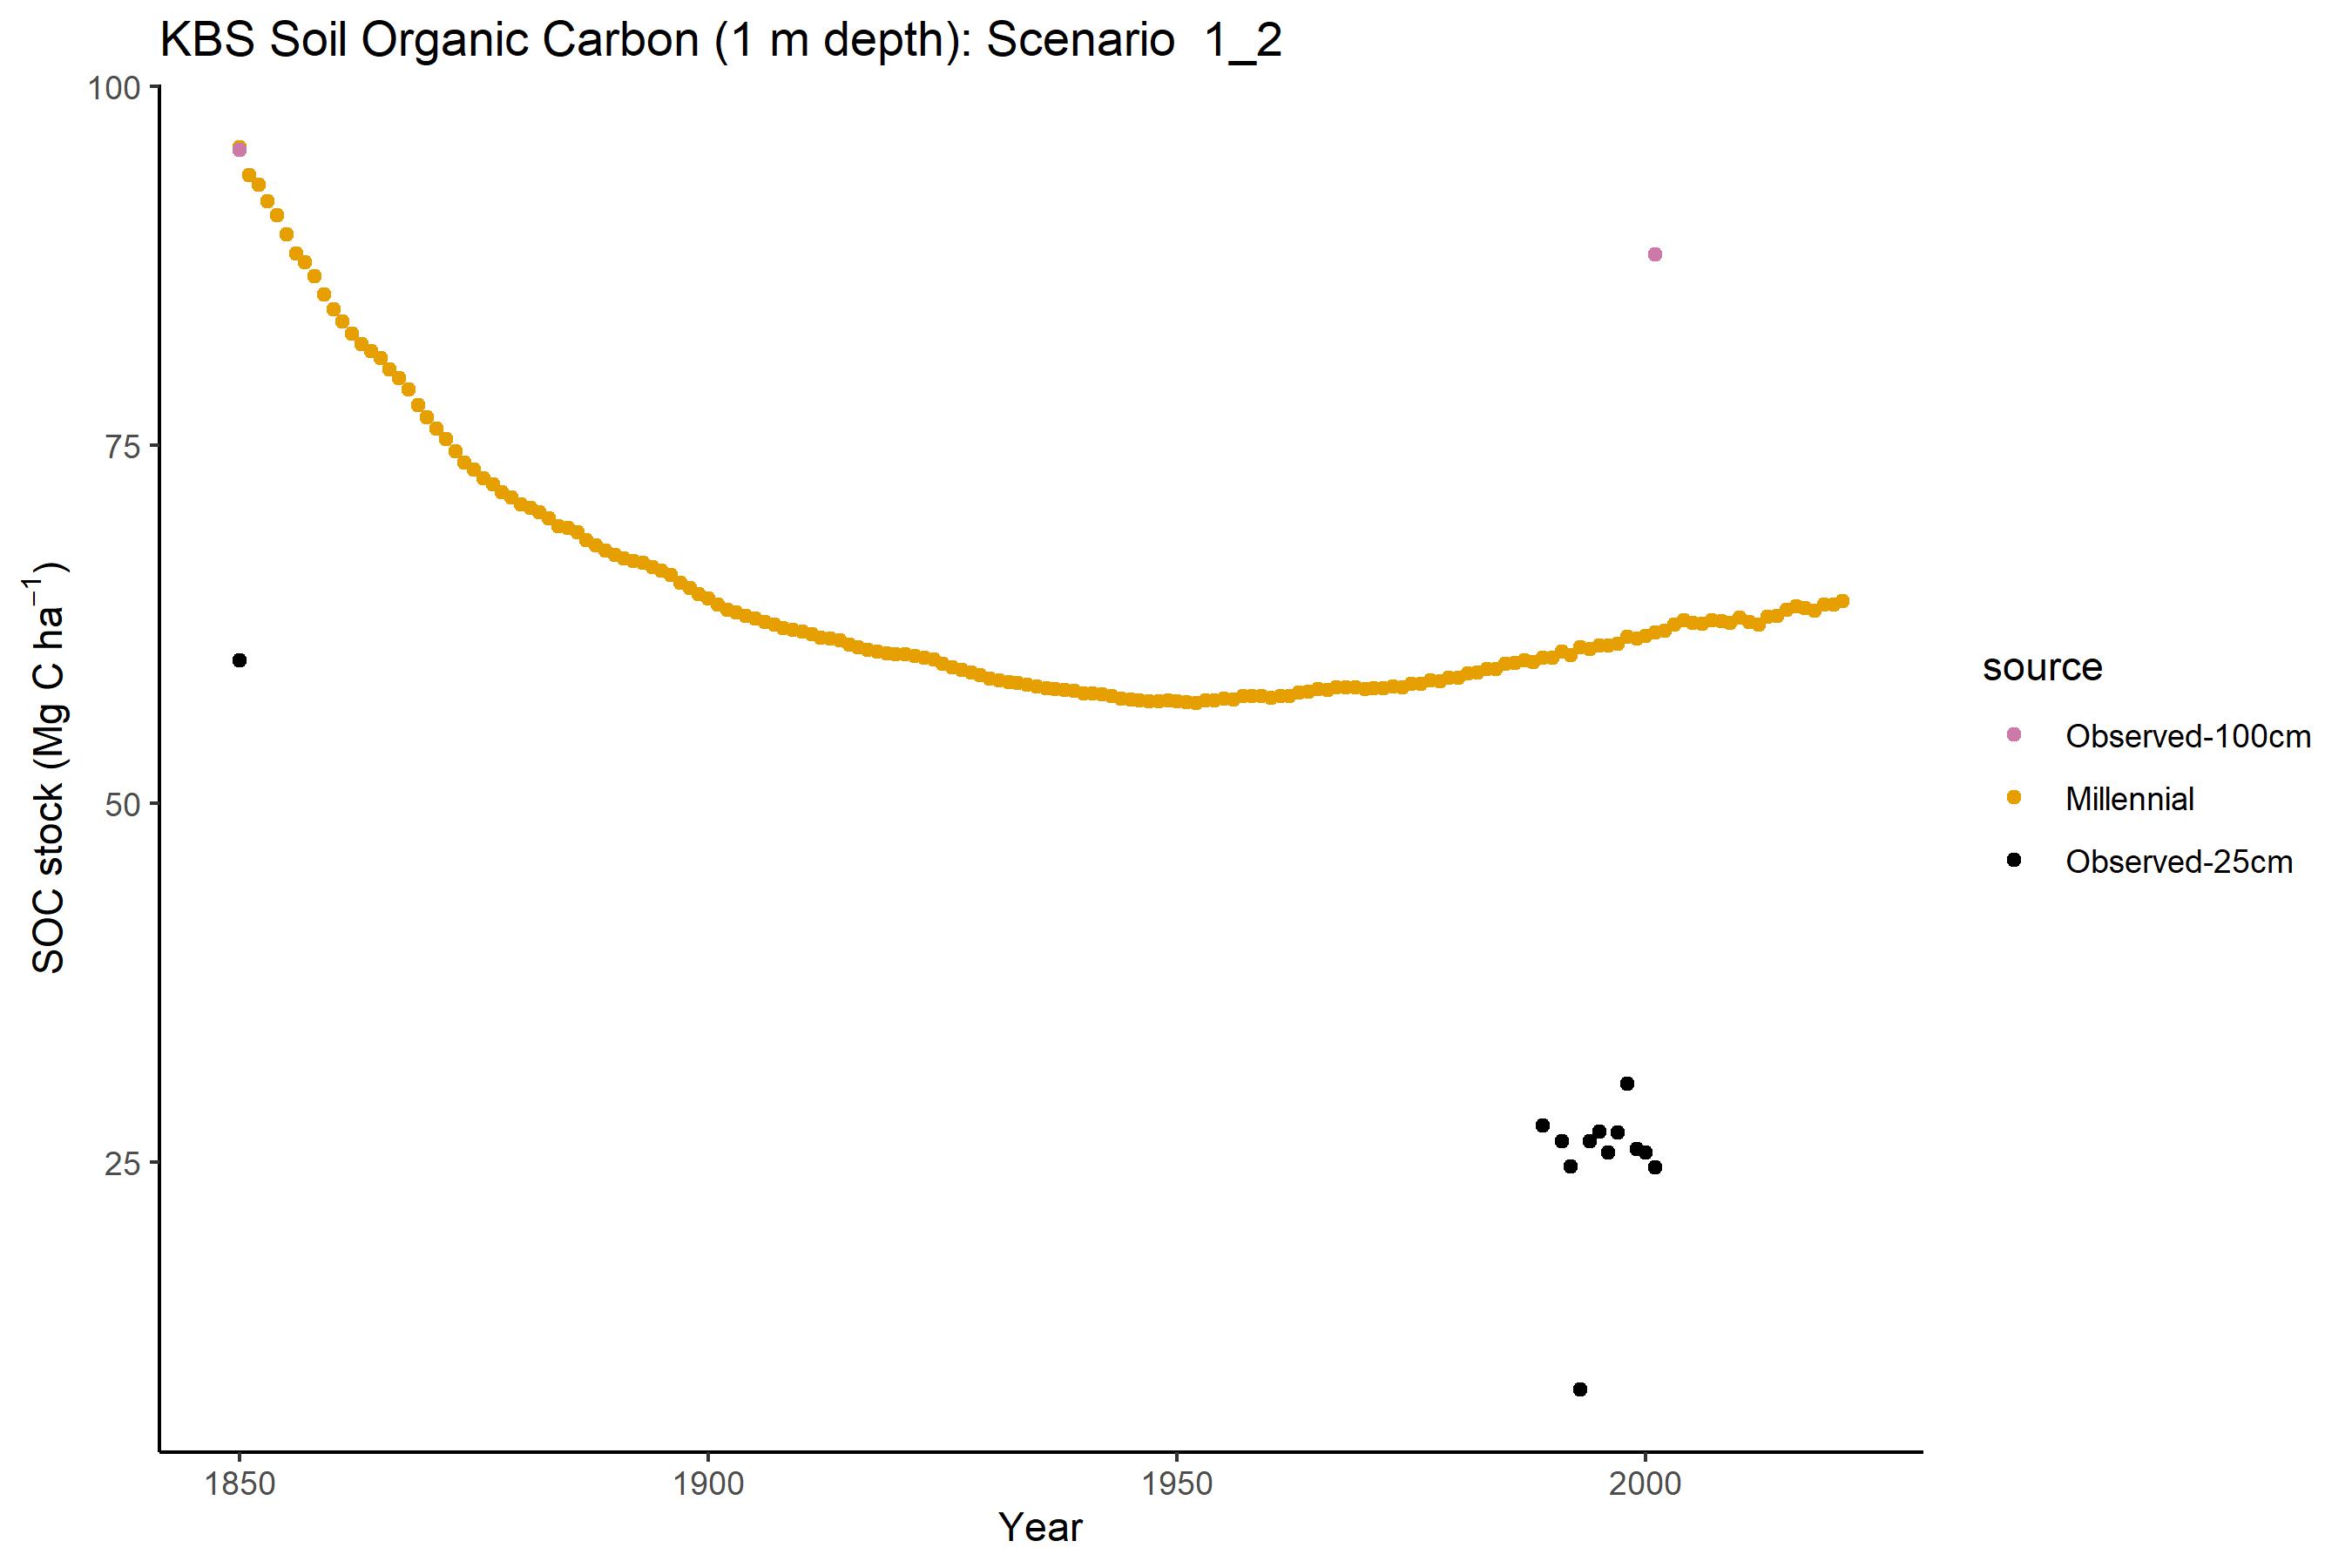 KBS Soil Organic Carbon (1 m depth): Scenario  1_2
100
75
50
25
SOC stock (Mg C ha⁻¹)
1850
1900
1950
2000
Year
source
Observed-100cm
Millennial
Observed-25cm